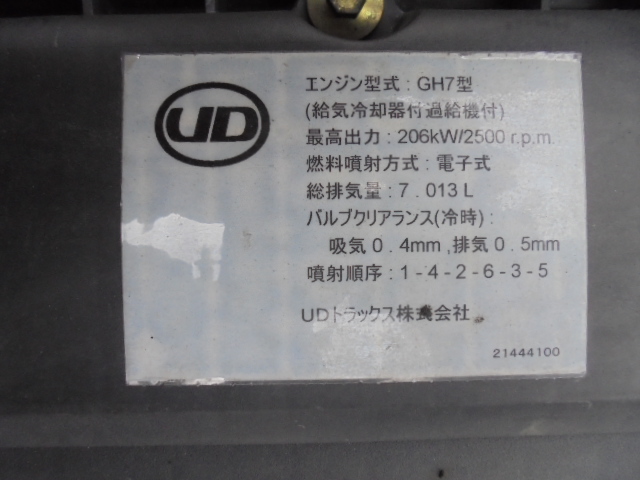 UD
エンジン型式 : GH7型
(給気冷却器付過給機付)
最高出力 : 206kW/2500 r.p.m.
燃料噴射方式 : 電子式
総排気量 : 7 . 013 L
バルブクリアランス(冷時) :
吸気 0 . 4mm , 排気 0 . 5mm
噴射順序 : 1 - 4 - 2 - 6 - 3 - 5
UDトラックス株式会社
21444100